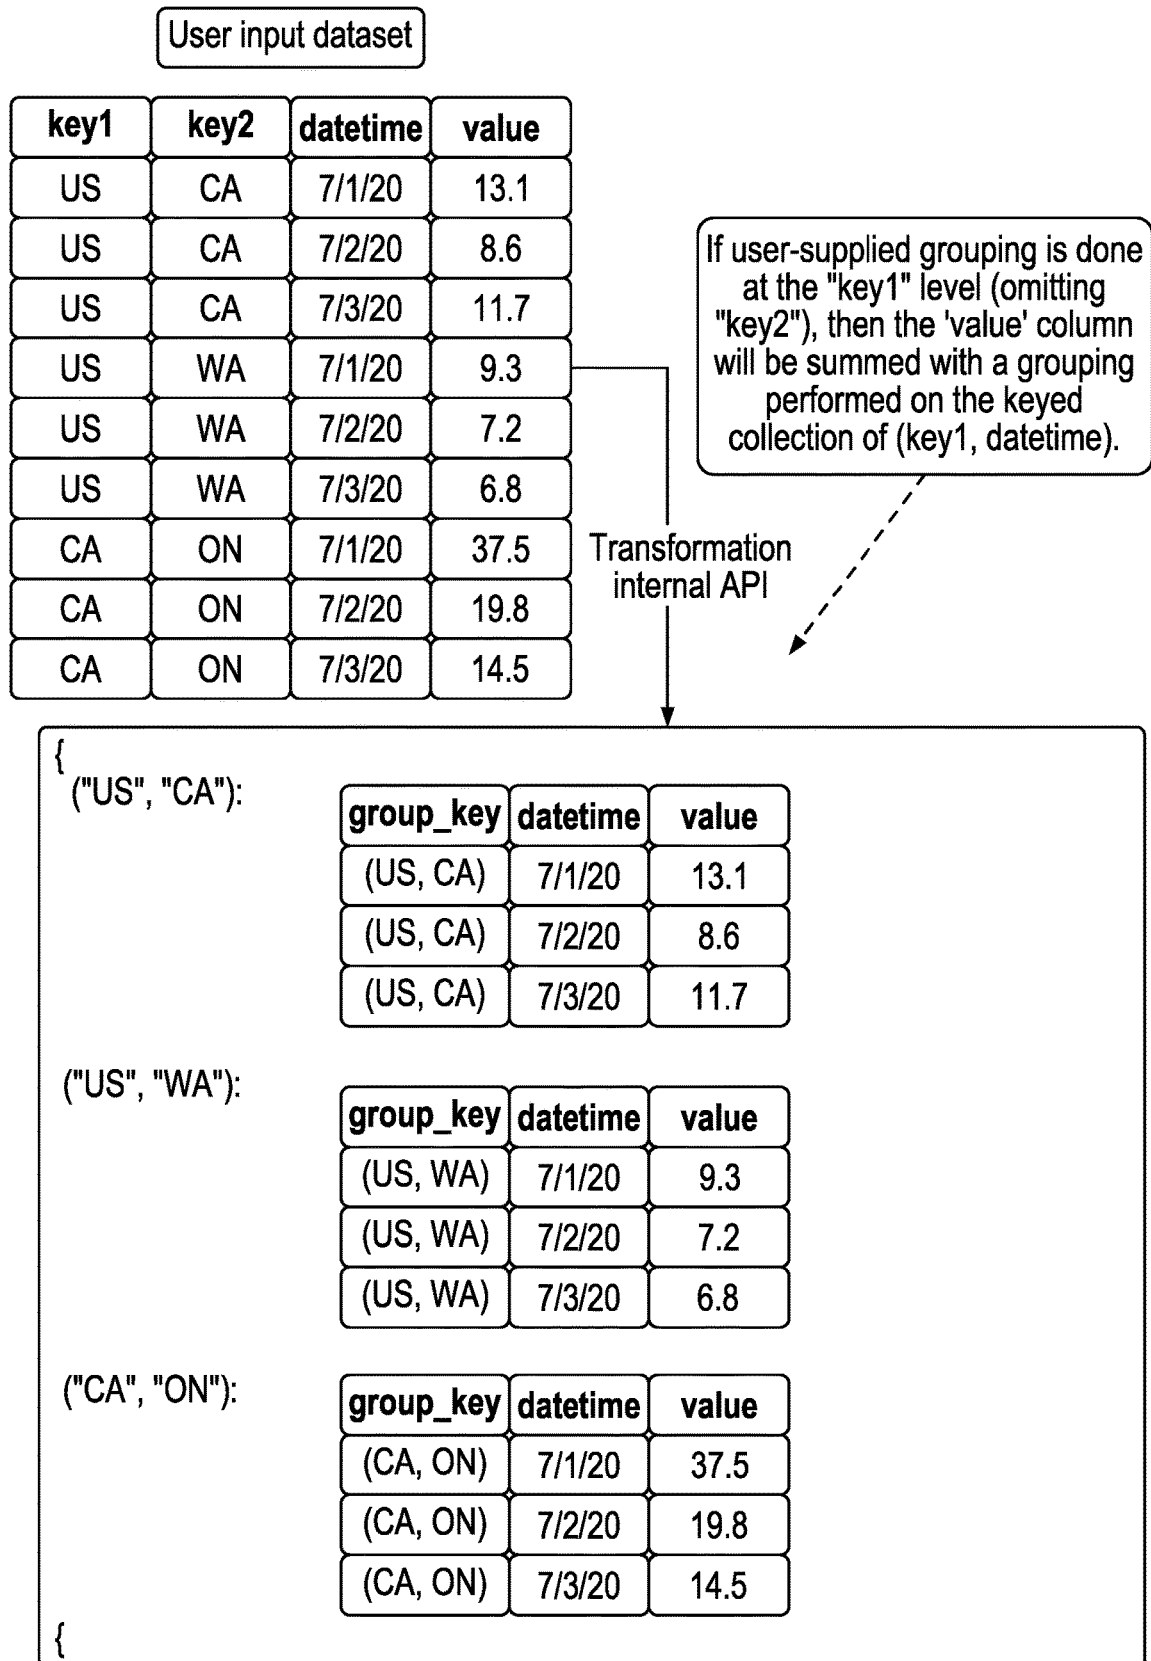 User input dataset
key1 key2 datetime value
US CA 7/1/20 13.1
US CA 7/2/20 8.6
US CA 7/3/20 11.7
US WA 7/1/20 9.3
US WA 7/2/20 7.2
US WA 7/3/20 6.8
CA ON 7/1/20 37.5
CA ON 7/2/20 19.8
CA ON 7/3/20 14.5
If user-supplied grouping is done
at the "key1" level (omitting
"key2"), then the 'value' column
will be summed with a grouping
performed on the keyed
collection of (key1, datetime).
Transformation
internal API
{
("US", "CA"):
group_key datetime value
(US, CA) 7/1/20 13.1
(US, CA) 7/2/20 8.6
(US, CA) 7/3/20 11.7
("US", "WA"):
group_key datetime value
(US, WA) 7/1/20 9.3
(US, WA) 7/2/20 7.2
(US, WA) 7/3/20 6.8
("CA", "ON"):
group_key datetime value
(CA, ON) 7/1/20 37.5
(CA, ON) 7/2/20 19.8
(CA, ON) 7/3/20 14.5
{